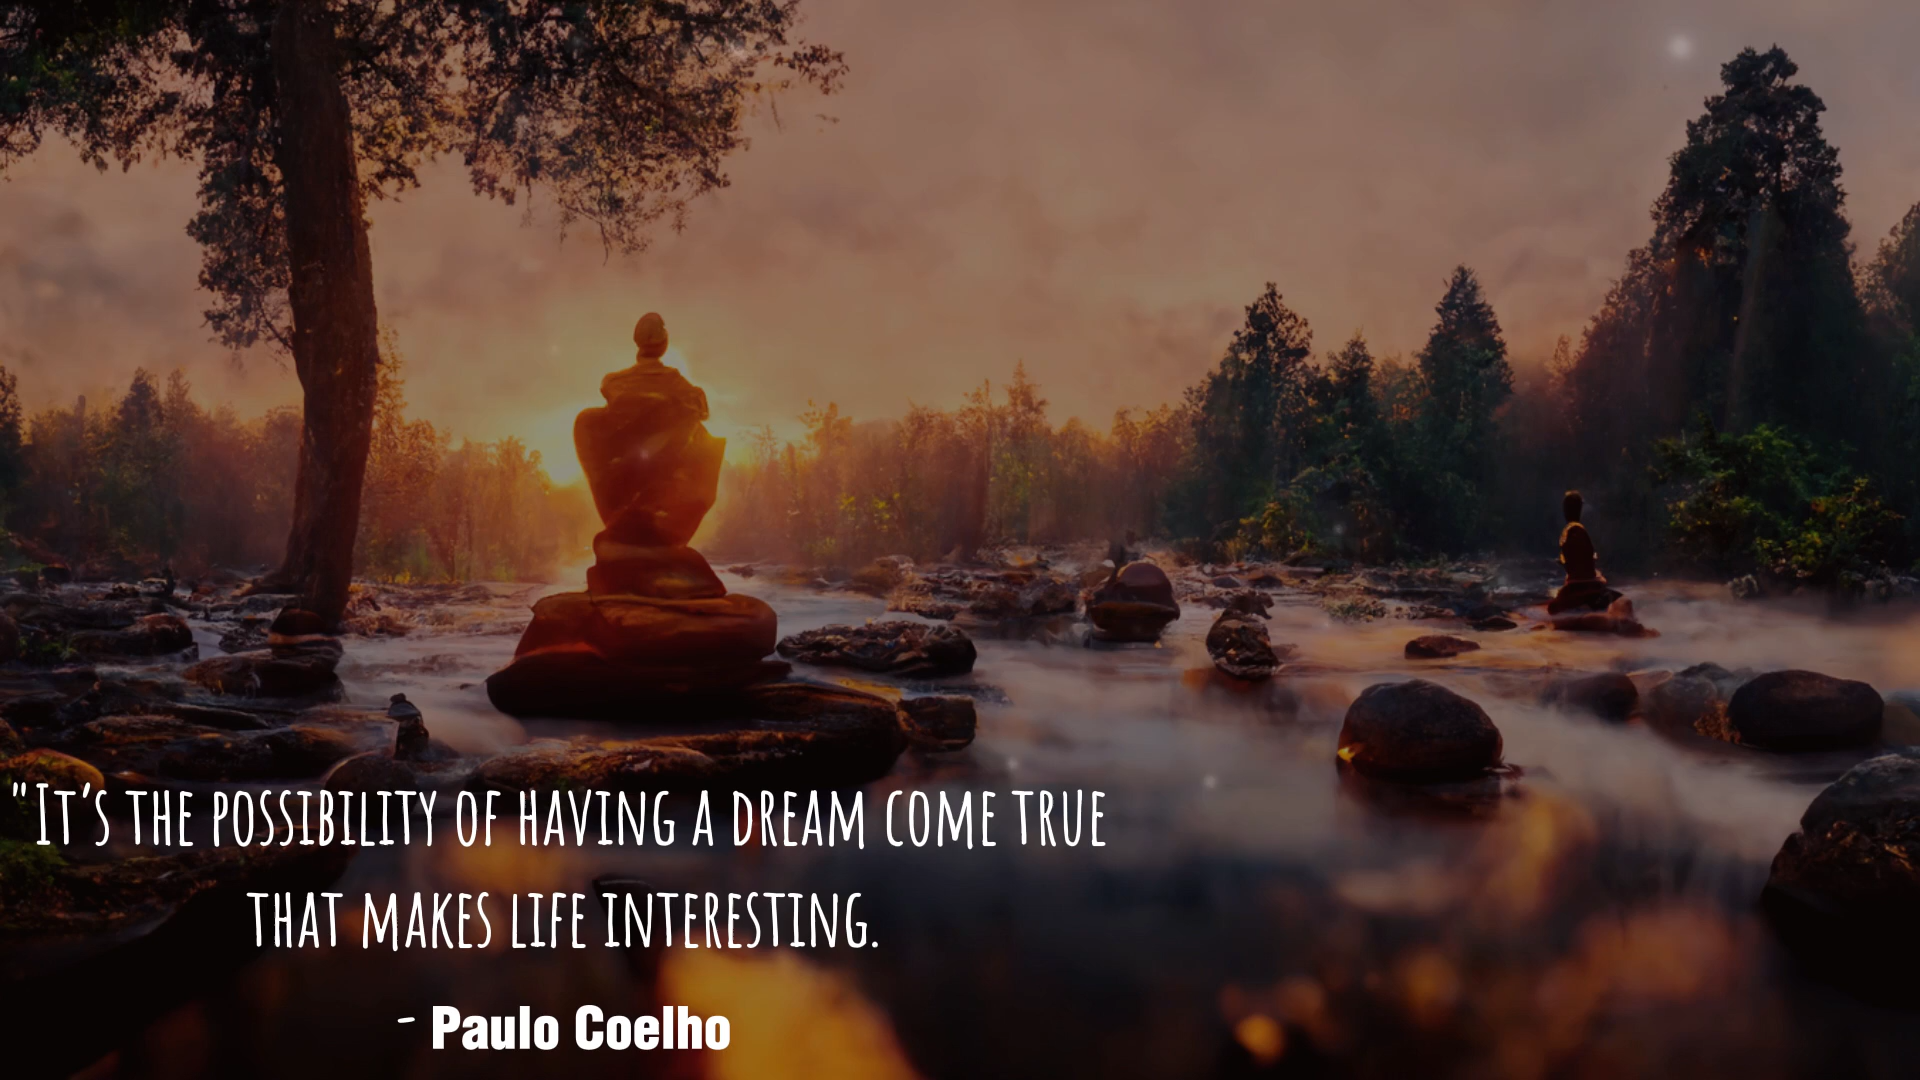 "It’s the possibility of having a dream come true
that makes life interesting.
- Paulo Coelho